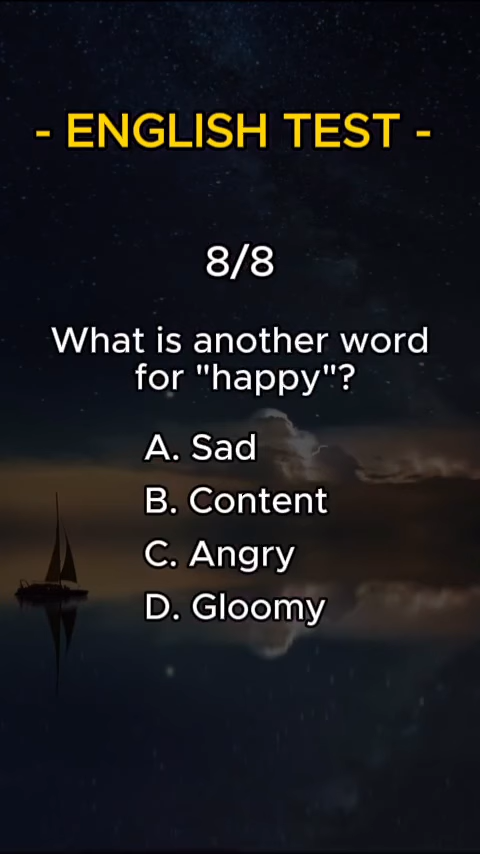 - ENGLISH TEST -
8/8
What is another word
for "happy"?
A. Sad
B. Content
C. Angry
D. Gloomy